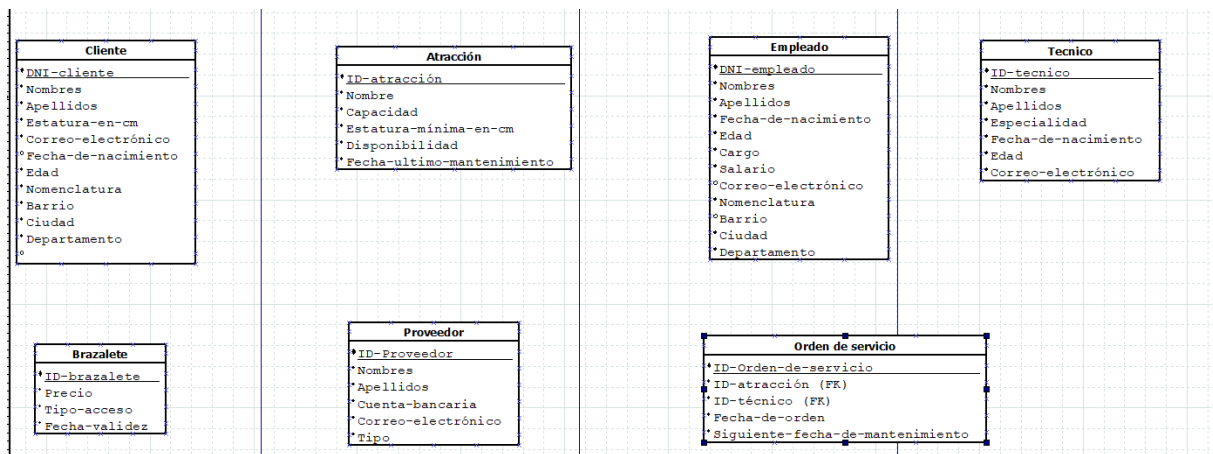 Cliente
DNI-cliente
Nombres
Apellidos
Estatura-en-cm
Correo-electrónico
Fecha-de-nacimiento
Edad
Nomenclatura
Barrio
Ciudad
Departamento
Atracción
ID-atracción
Nombre
Capacidad
Estatura-mínima-en-cm
Disponibilidad
Fecha-ultimo-mantenimiento
Empleado
DNI-empleado
Nombres
Apellidos
Fecha-de-nacimiento
Edad
Cargo
Salario
Correo-electrónico
Nomenclatura
Barrio
Ciudad
Departamento
Tecnico
ID-tecnico
Nombres
Apellidos
Especialidad
Fecha-de-nacimiento
Edad
Correo-electrónico
Brazalete
ID-brazalete
Precio
Tipo-acceso
Fecha-validez
Proveedor
ID-Proveedor
Nombres
Apellidos
Cuenta-bancaria
Correo-electrónico
Tipo
Orden de servicio
ID-Orden-de-servicio
ID-atracción (FK)
ID-técnico (FK)
Fecha-de-orden
Siguiente-fecha-de-mantenimiento